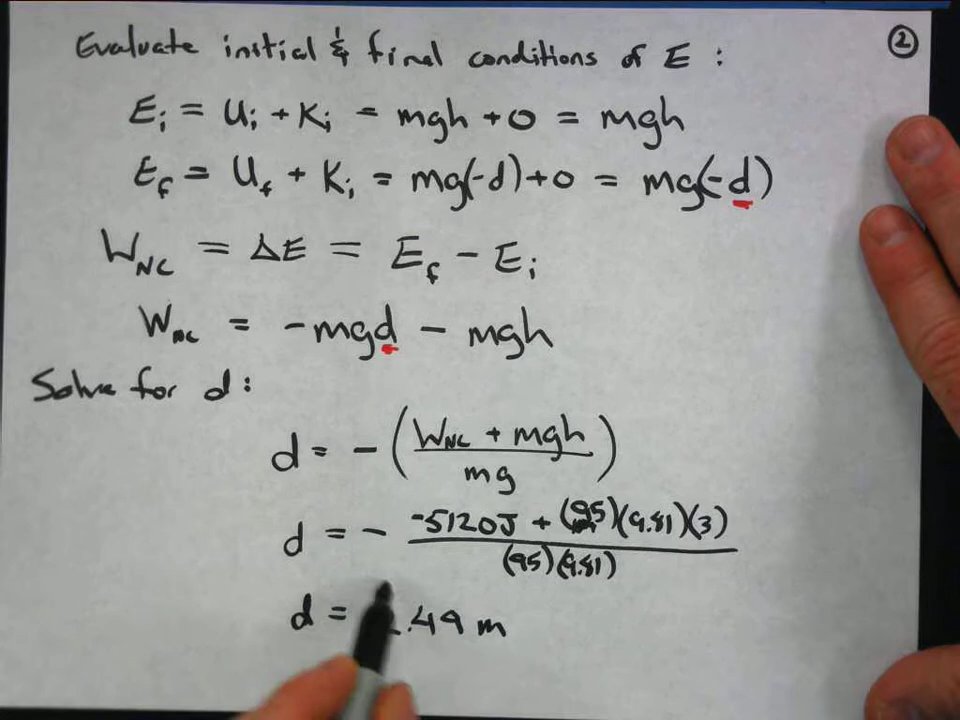 ②
Evaluate initial & final conditions of E :
Eᵢ = Uᵢ + Kᵢ = mgh + 0 = mgh
E_f = U_f + Kᵢ = mg(-d) + 0 = mg(-d)
W_NC = ΔE = E_f - Eᵢ
W_NC = -mgd - mgh
Solve for d:
d = - ( (W_NC + mgh) / mg )
d = - (-5120J + (95)(9.81)(3)) / (95)(9.81)
d = .49 m